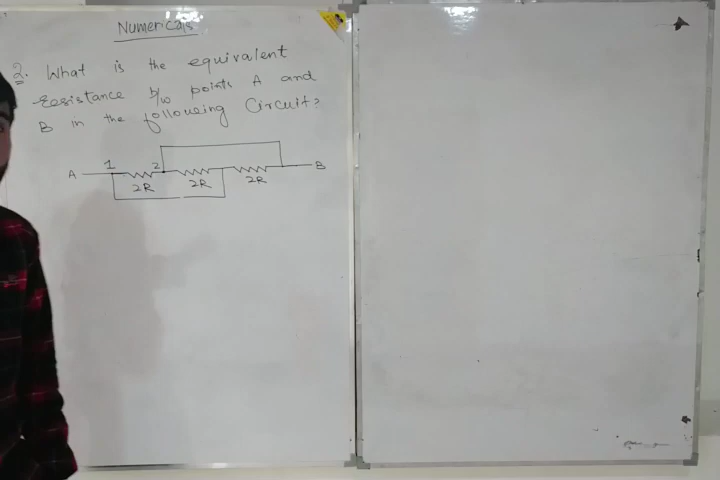 Numericals
2. What is the equivalent
resistance b/w points A and
B in the following Circuit?
A 1 2 B
2R 2R 2R